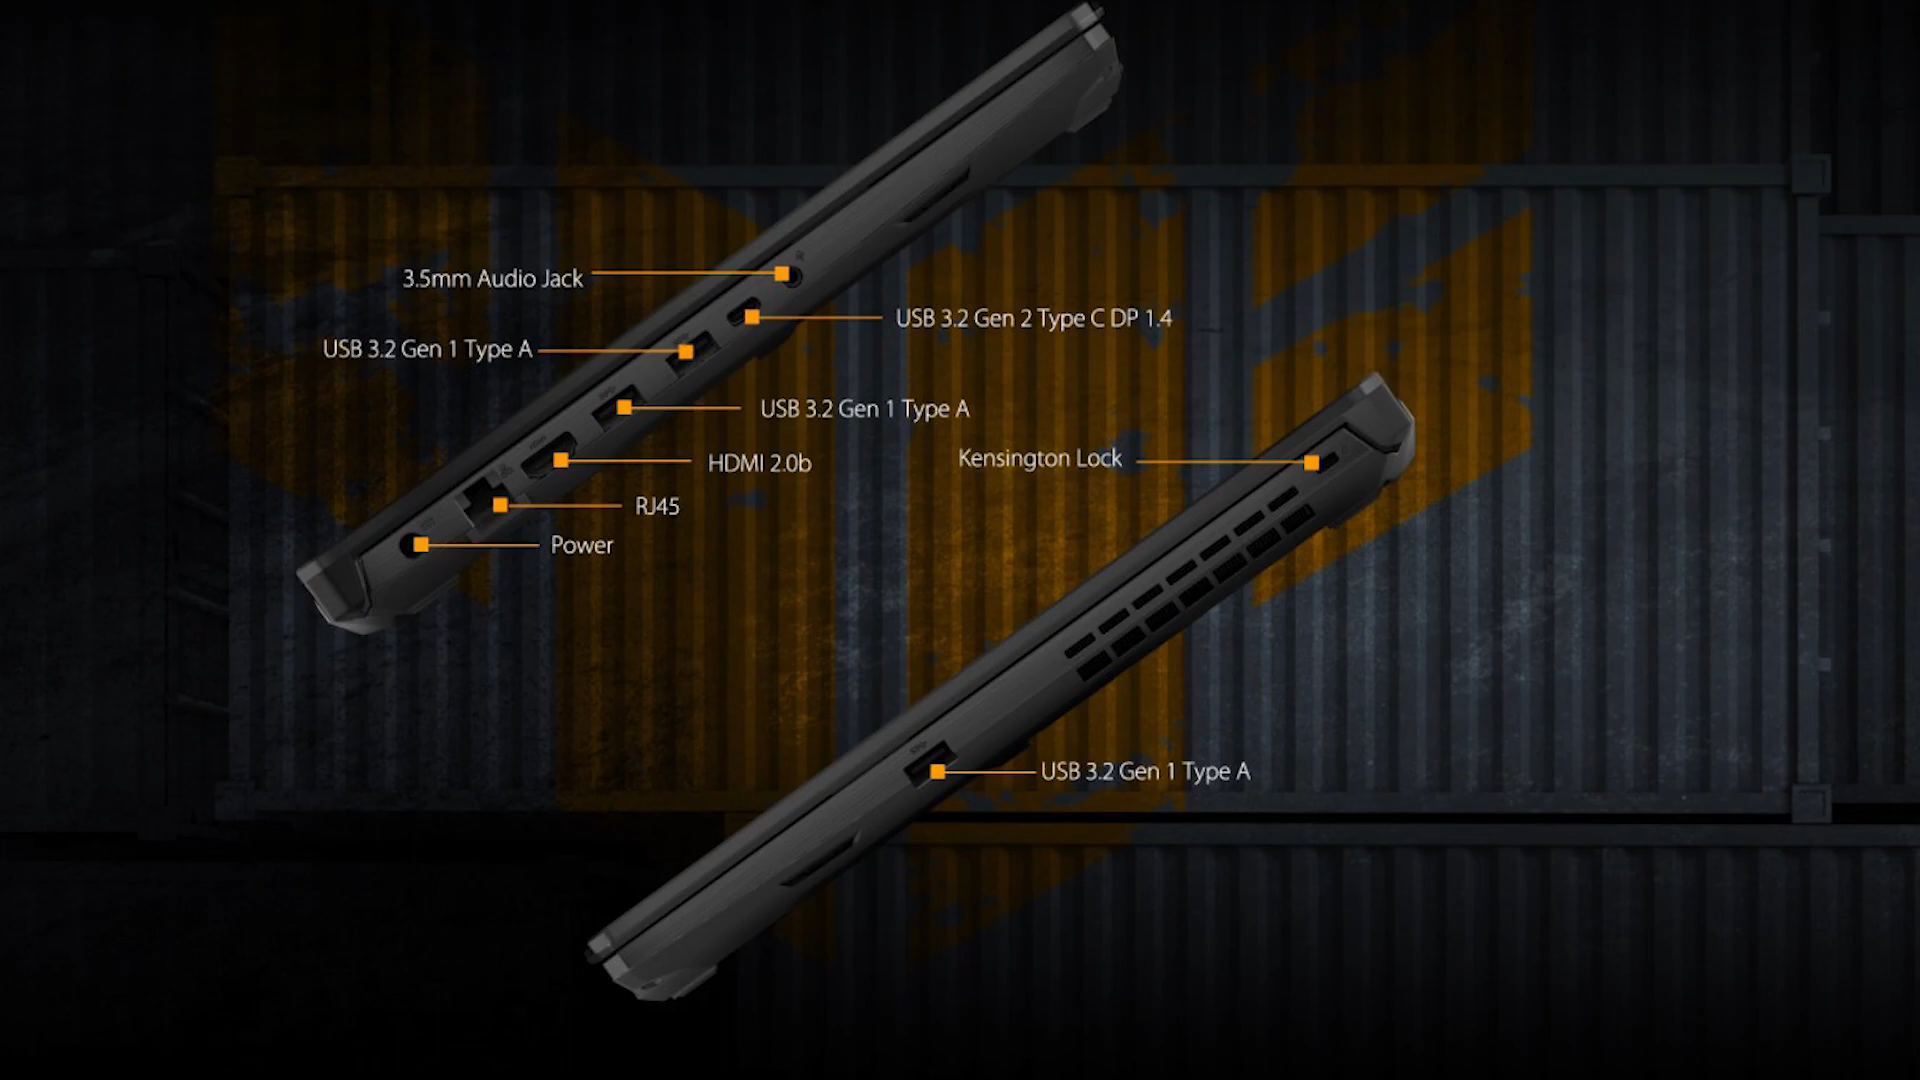 3.5mm Audio Jack
USB 3.2 Gen 2 Type C DP 1.4
USB 3.2 Gen 1 Type A
USB 3.2 Gen 1 Type A
Kensington Lock
HDMI 2.0b
RJ45
Power
USB 3.2 Gen 1 Type A